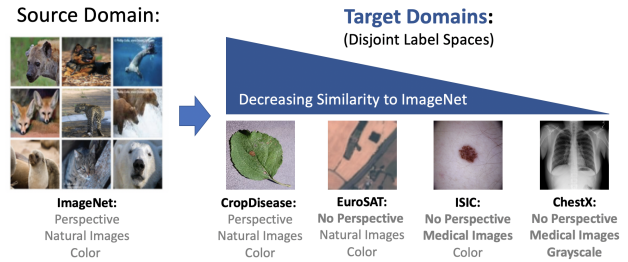 Source Domain:
Target Domains:
(Disjoint Label Spaces)
Decreasing Similarity to ImageNet
ImageNet:
Perspective
Natural Images
Color
CropDisease:
Perspective
Natural Images
Color
EuroSAT:
No Perspective
Natural Images
Color
ISIC:
No Perspective
Medical Images
Color
ChestX:
No Perspective
Medical Images
Grayscale